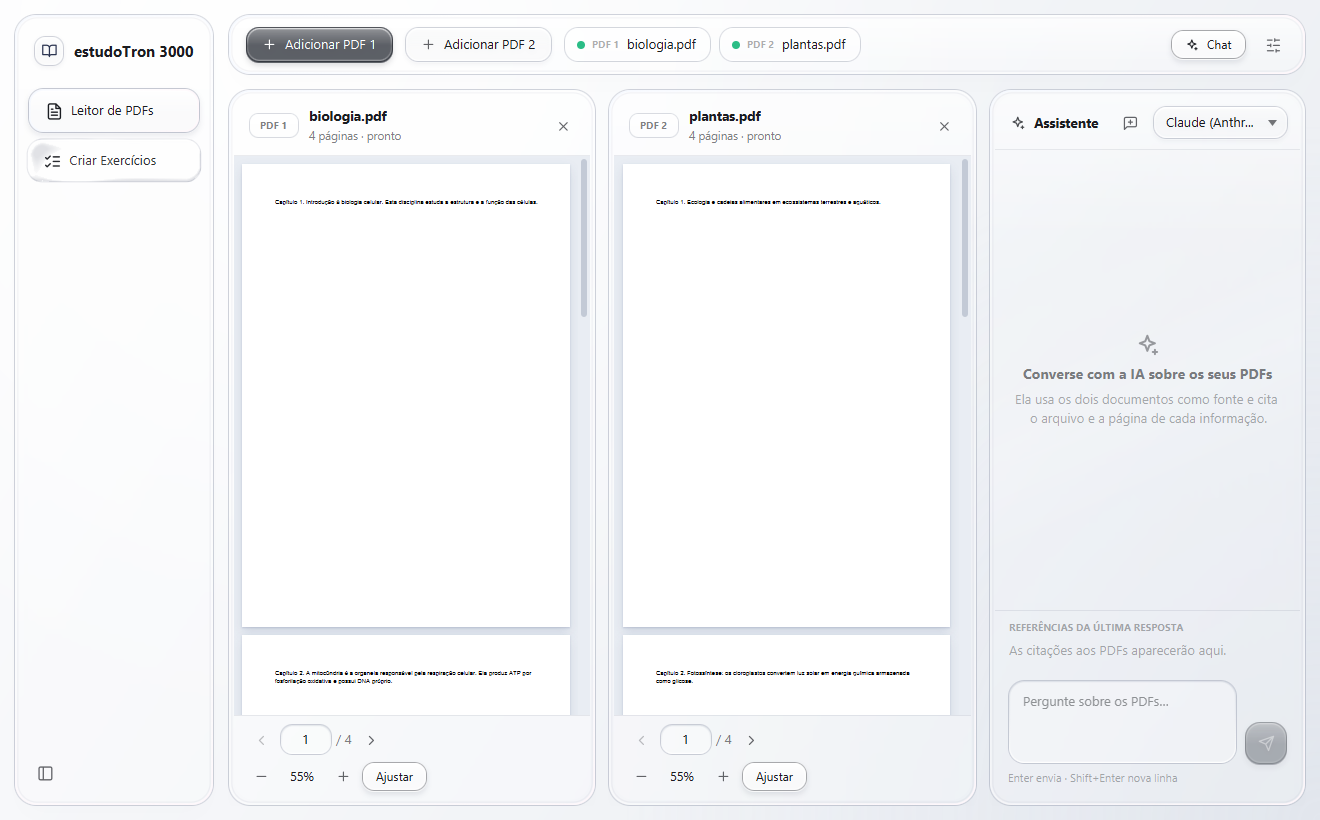 estudoTron 3000
Leitor de PDFs
Criar Exercícios
Adicionar PDF 1
Adicionar PDF 2
PDF 1 biologia.pdf
PDF 2 plantas.pdf
Chat
PDF 1
biologia.pdf
4 páginas · pronto
Capítulo 1. Introdução à biologia celular. Esta disciplina estuda a estrutura e a função das células.
Capítulo 2. A mitocôndria é a organela responsável pela respiração celular. Ela produz ATP por
fosforilação oxidativa e possui DNA próprio.
1 / 4
55%
Ajustar
PDF 2
plantas.pdf
4 páginas · pronto
Capítulo 1. Ecologia e cadeias alimentares em ecossistemas terrestres e aquáticos.
Capítulo 2. Fotossíntese: os cloroplastos convertem luz solar em energia química armazenada
como glicose.
1 / 4
55%
Ajustar
Assistente
Claude (Anthr...
Converse com a IA sobre os seus PDFs
Ela usa os dois documentos como fonte e cita
o arquivo e a página de cada informação.
REFERÊNCIAS DA ÚLTIMA RESPOSTA
As citações aos PDFs aparecerão aqui.
Pergunte sobre os PDFs...
Enter envia · Shift+Enter nova linha